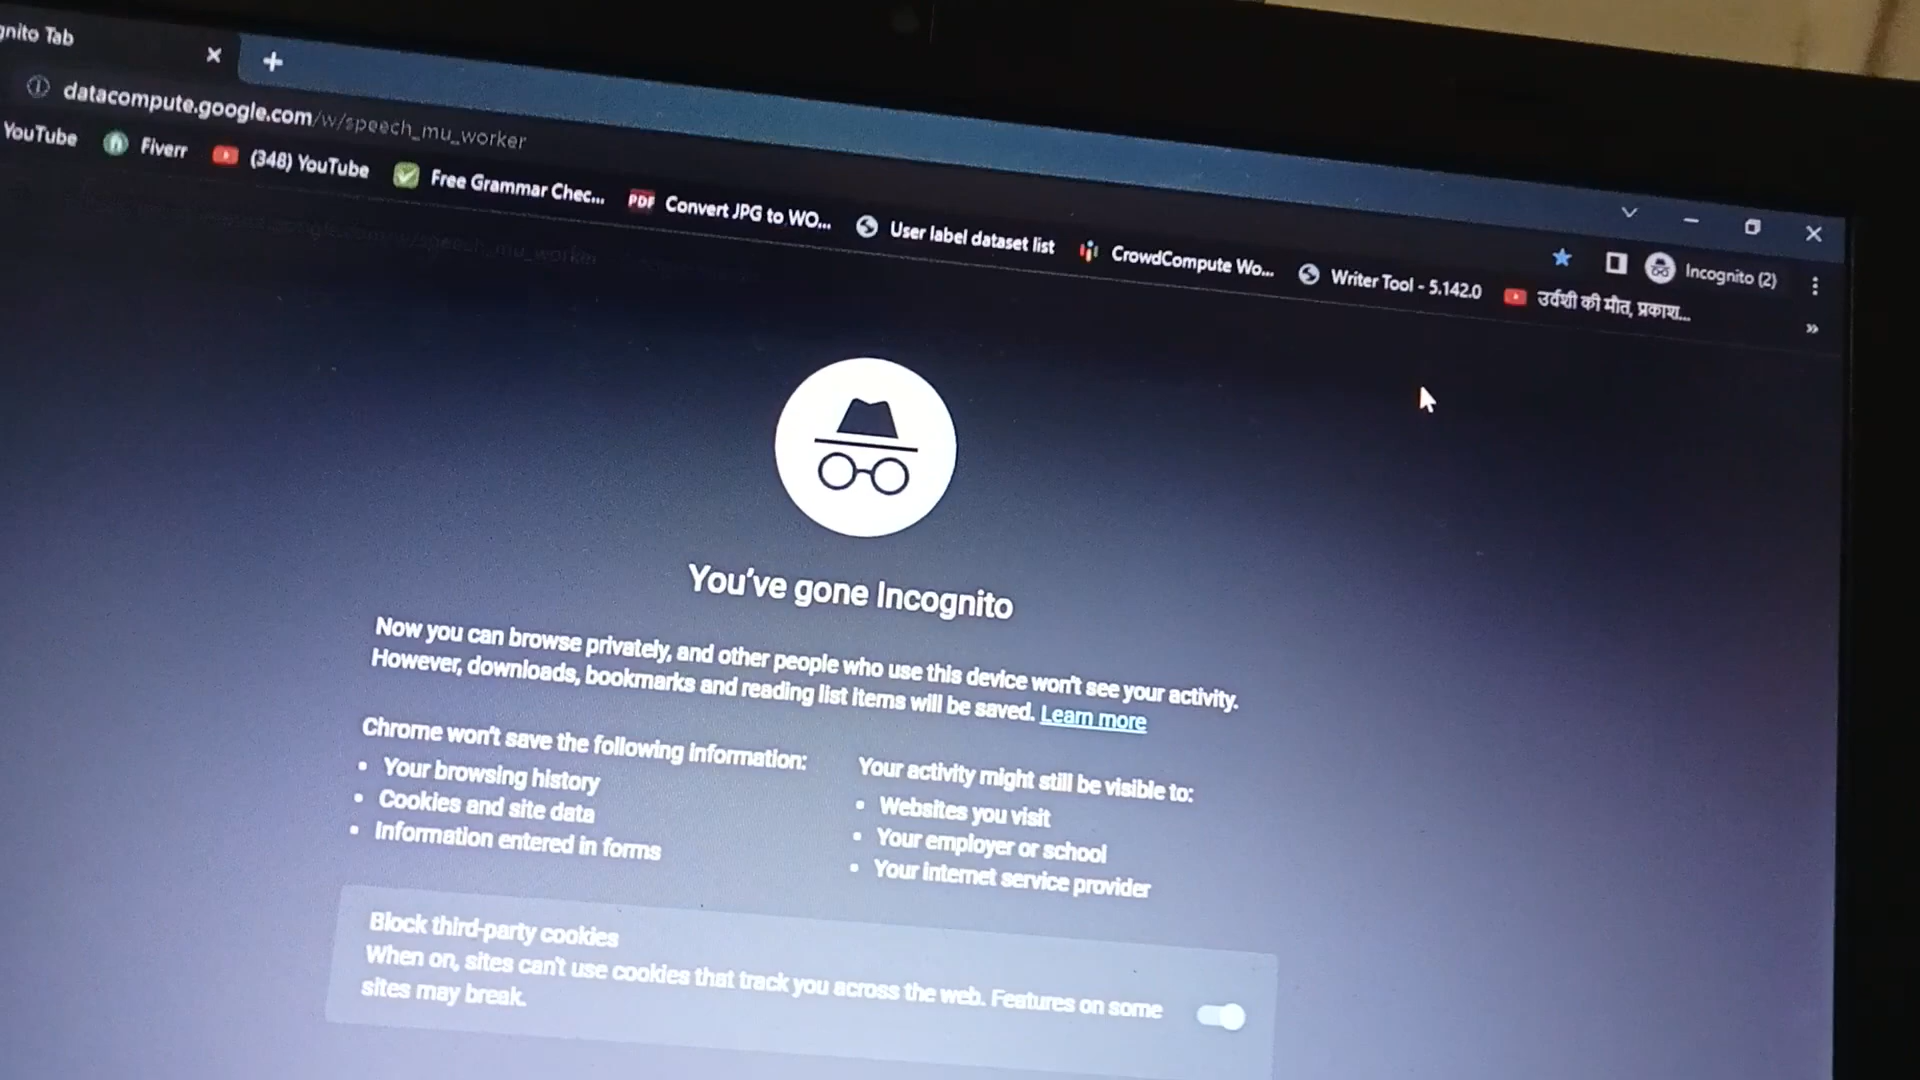 gnito Tab
datacompute.google.com/w/speech_mu_worker
YouTube Fiverr (348) YouTube Free Grammar Chec... PDF Convert JPG to WO... User label dataset list CrowdCompute Wo... Writer Tool - 5.142.0 उर्वशी की मौत, प्रकाश...
Incognito (2)
You've gone Incognito
Now you can browse privately, and other people who use this device won't see your activity.
However, downloads, bookmarks and reading list items will be saved. Learn more
Chrome won't save the following information:
Your browsing history
Cookies and site data
Information entered in forms
Your activity might still be visible to:
Websites you visit
Your employer or school
Your internet service provider
Block third-party cookies
When on, sites can't use cookies that track you across the web. Features on some
sites may break.